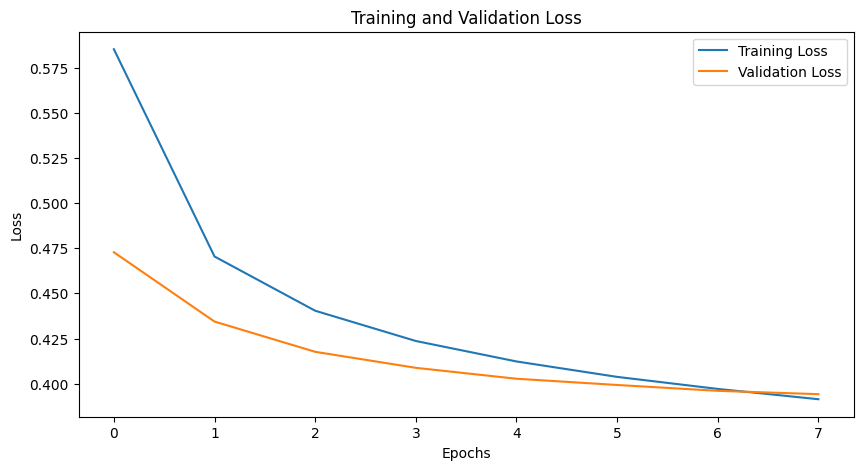 Training and Validation Loss
Training Loss
Validation Loss
0.575
0.550
0.525
0.500
0.475
0.450
0.425
0.400
Loss
0 1 2 3 4 5 6 7
Epochs